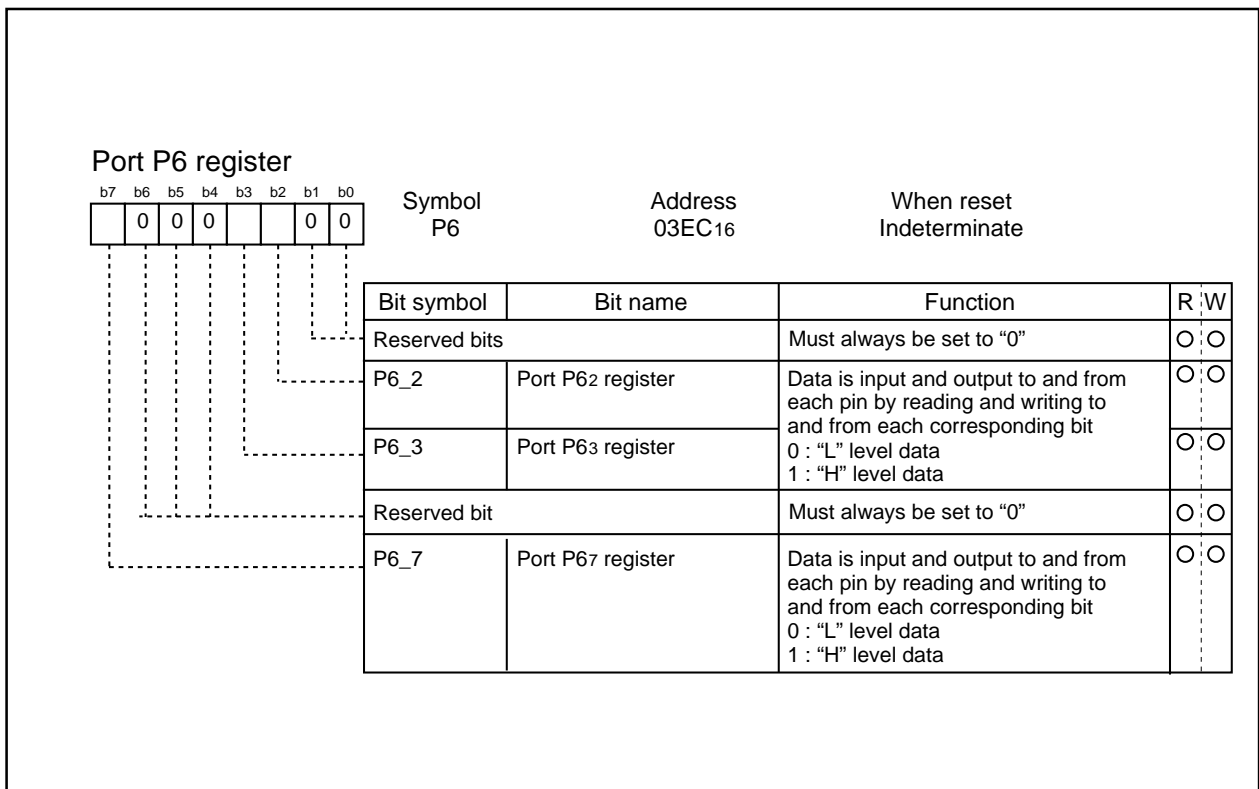 Port P6 register
b7 b6 b5 b4 b3 b2 b1 b0
0 0 0 0 0
Symbol Address When reset
P6 03EC16 Indeterminate
Bit symbol Bit name Function R W
Reserved bits Must always be set to “0” O O
P6_2 Port P62 register Data is input and output to and from O O
each pin by reading and writing to
and from each corresponding bit
P6_3 Port P63 register 0 : “L” level data O O
1 : “H” level data
Reserved bit Must always be set to “0” O O
P6_7 Port P67 register Data is input and output to and from O O
each pin by reading and writing to
and from each corresponding bit
0 : “L” level data
1 : “H” level data